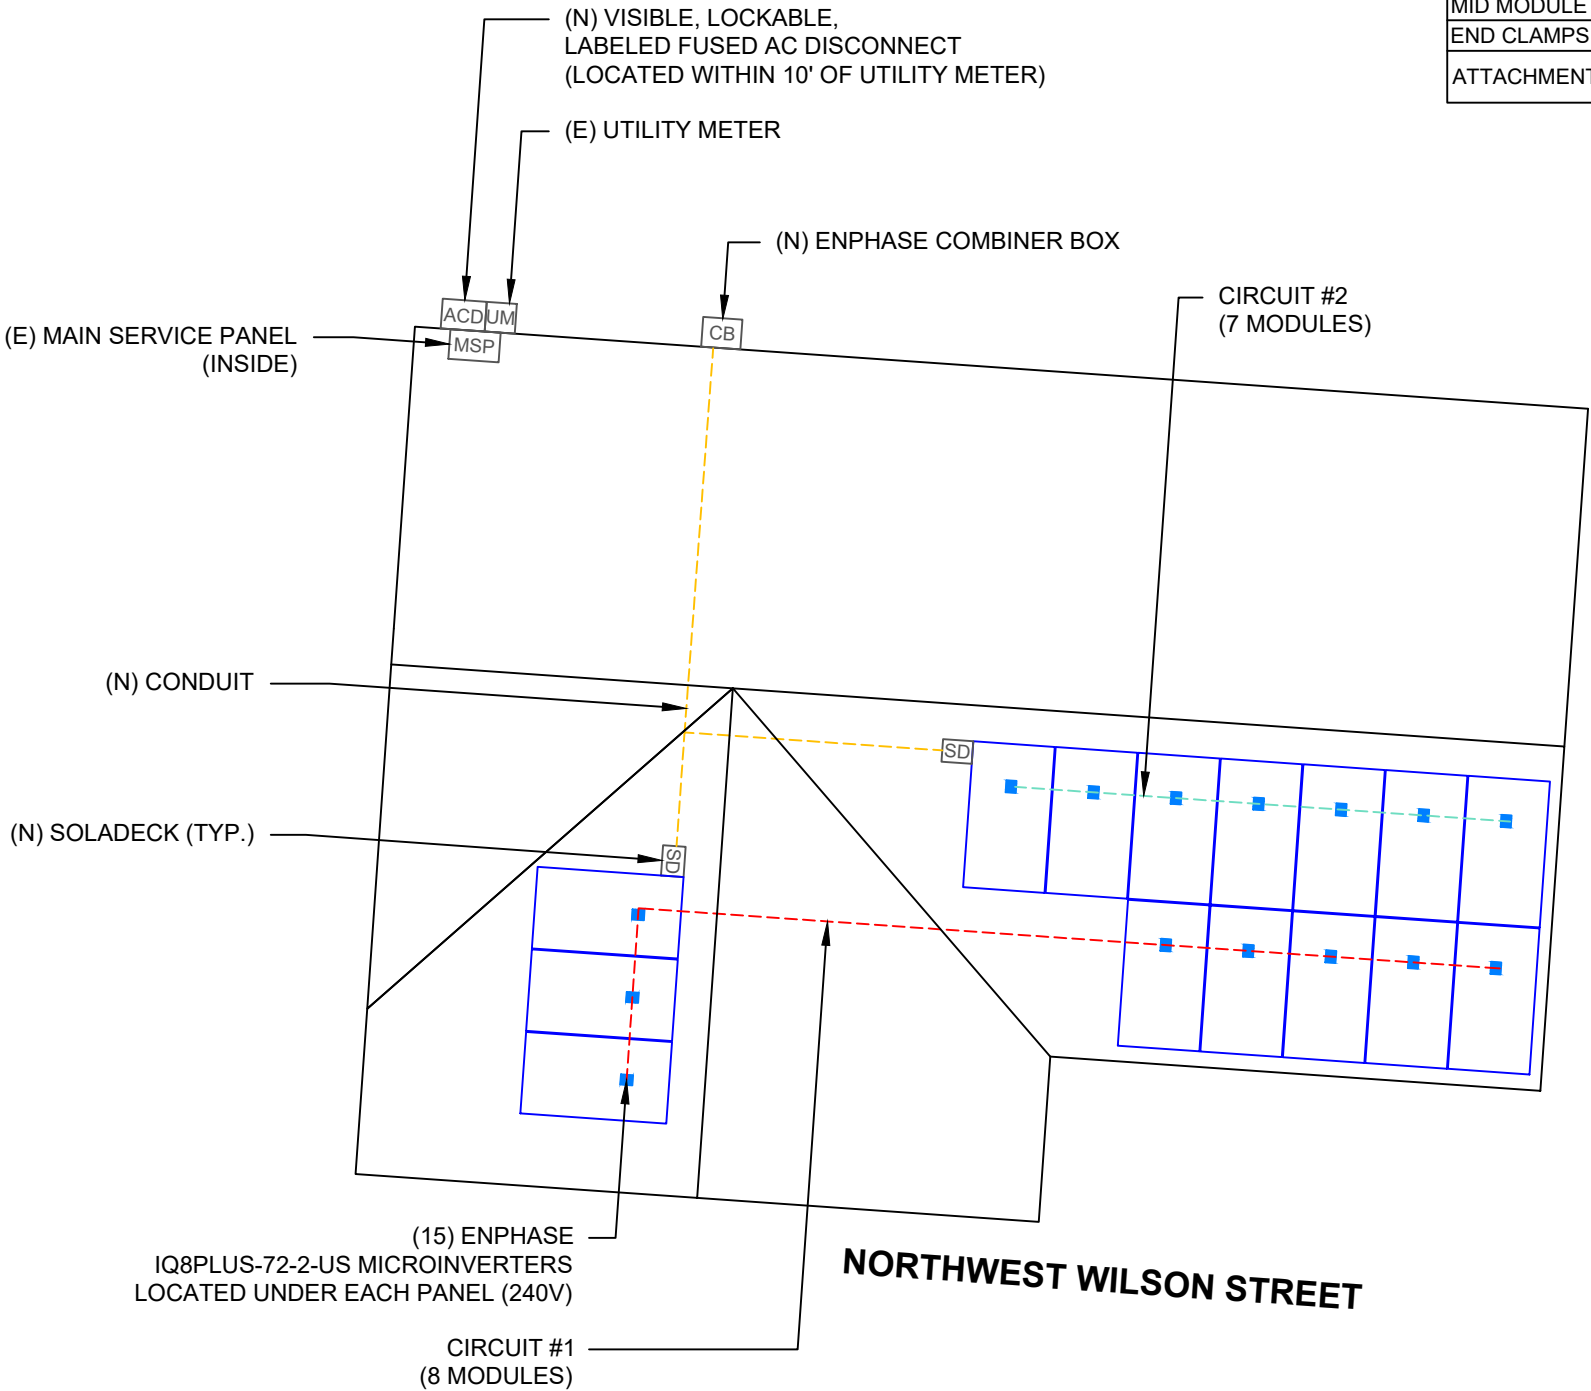 (N) VISIBLE, LOCKABLE,
LABELED FUSED AC DISCONNECT
(LOCATED WITHIN 10' OF UTILITY METER)
MID MODULE
END CLAMPS
ATTACHMENT
(E) UTILITY METER
(N) ENPHASE COMBINER BOX
CIRCUIT #2
(7 MODULES)
ACD
UM
MSP
CB
(E) MAIN SERVICE PANEL
(INSIDE)
(N) CONDUIT
SD
(N) SOLADECK (TYP.)
SD
(15) ENPHASE
IQ8PLUS-72-2-US MICROINVERTERS
LOCATED UNDER EACH PANEL (240V)
NORTHWEST WILSON STREET
CIRCUIT #1
(8 MODULES)